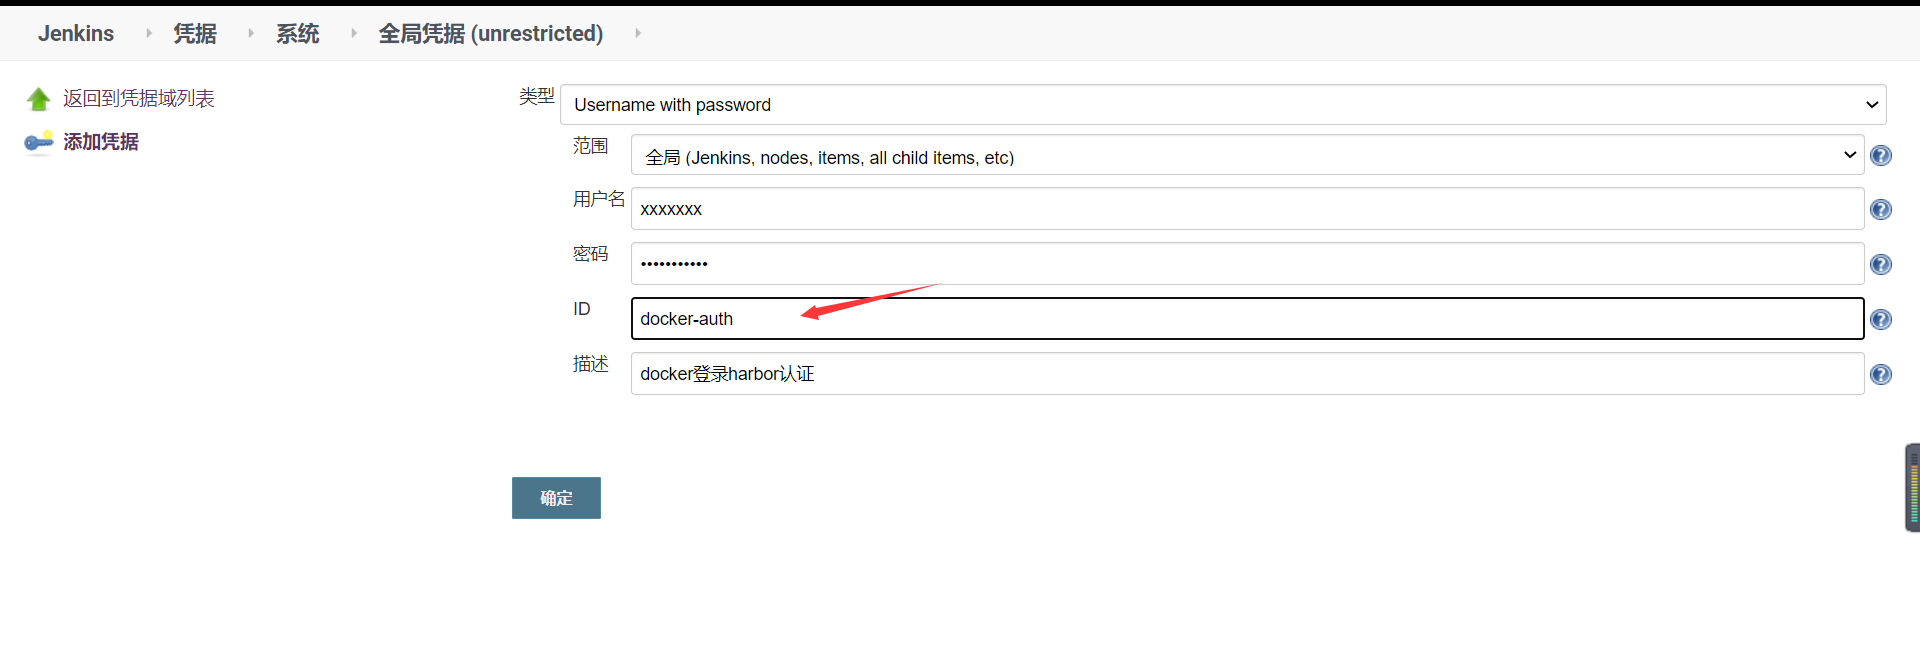 Jenkins 凭据 系统 全局凭据 (unrestricted)
返回到凭据域列表
添加凭据
类型 Username with password
范围 全局 (Jenkins, nodes, items, all child items, etc)
用户名 xxxxxxx
密码 •••••••••••
ID docker-auth
描述 docker登录harbor认证
确定